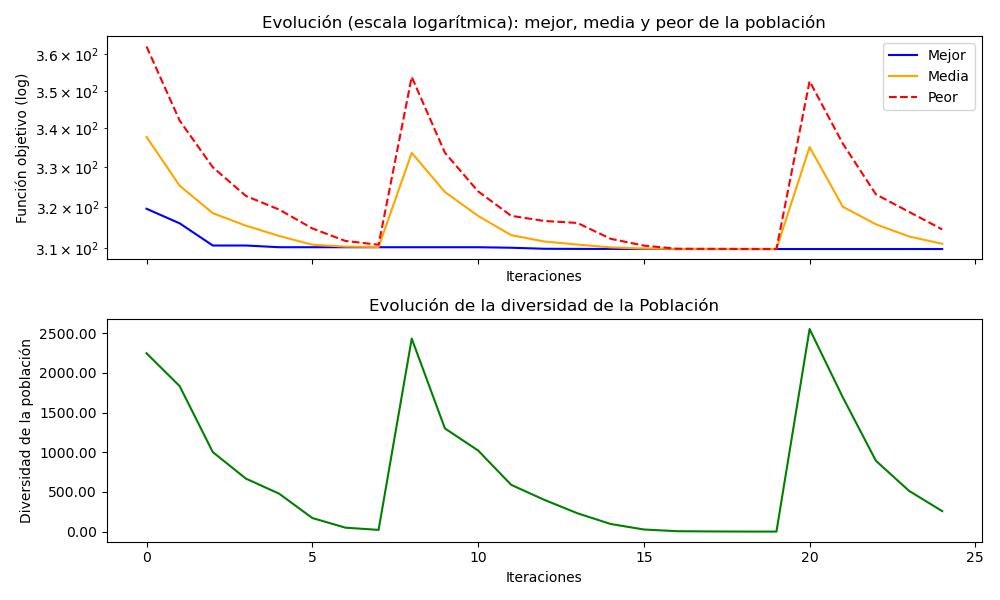 Evolución (escala logarítmica): mejor, media y peor de la población
Función objetivo (log)
3.6 × 10²
3.5 × 10²
3.4 × 10²
3.3 × 10²
3.2 × 10²
3.1 × 10²
Mejor
Media
Peor
Iteraciones
Evolución de la diversidad de la Población
Diversidad de la población
2500.00
2000.00
1500.00
1000.00
500.00
0.00
0 5 10 15 20 25
Iteraciones